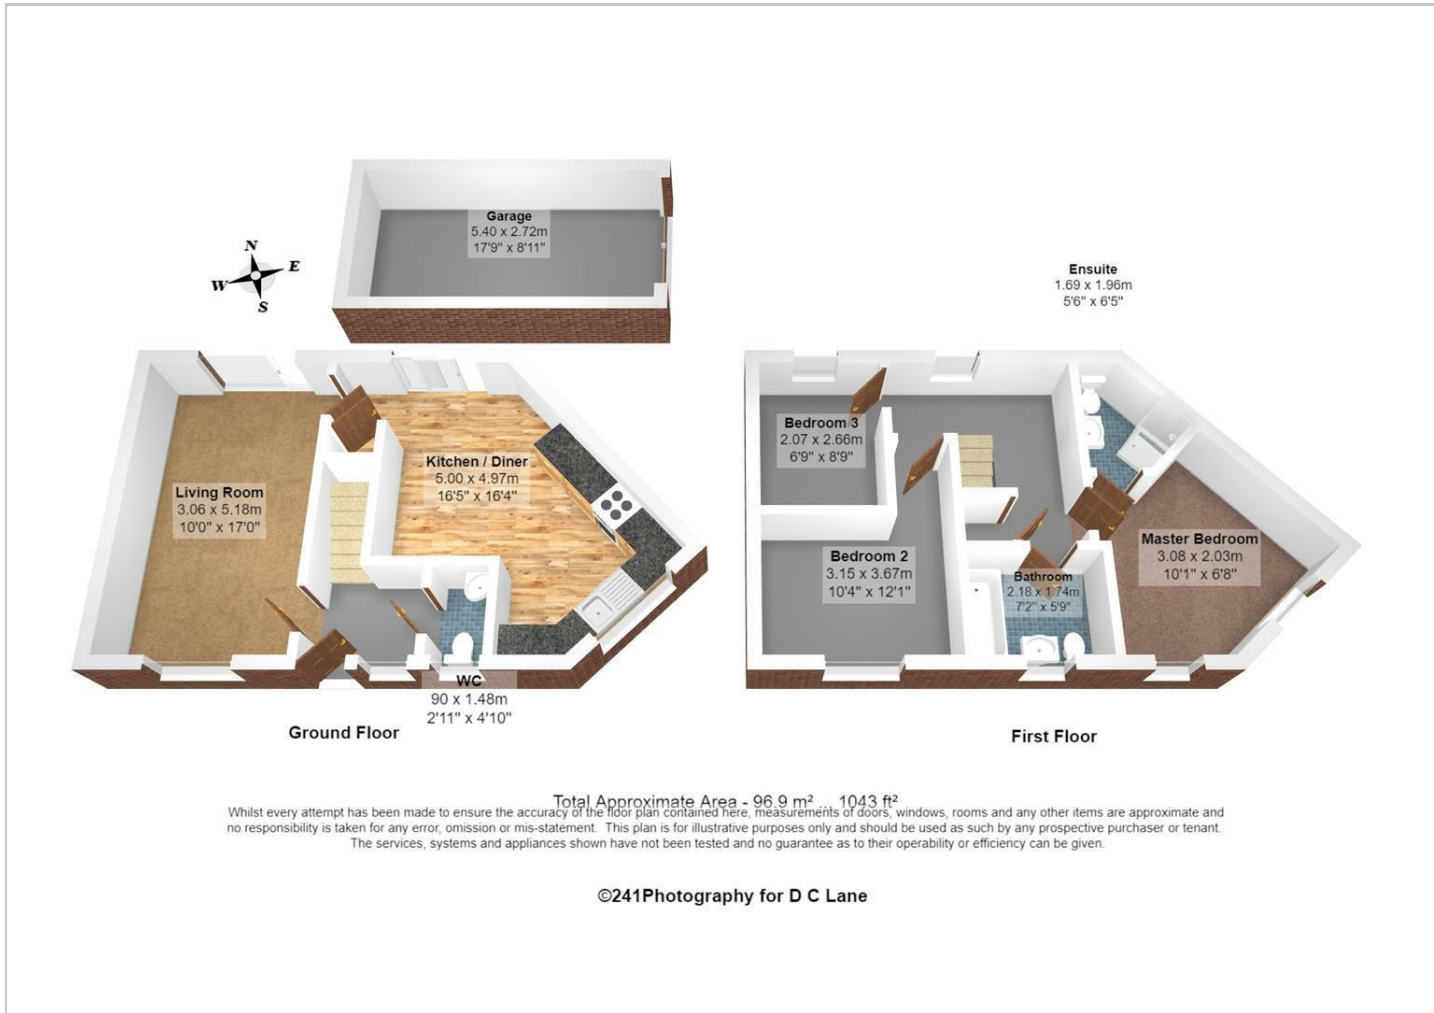 Garage
5.40 x 2.72m
17'9" x 8'11"
N
E
W
S
Ensuite
1.69 x 1.96m
5'6" x 6'5"
Living Room
3.06 x 5.18m
10'0" x 17'0"
Kitchen / Diner
5.00 x 4.97m
16'5" x 16'4"
WC
90 x 1.48m
2'11" x 4'10"
Ground Floor
Bedroom 3
2.07 x 2.66m
6'9" x 8'9"
Bedroom 2
3.15 x 3.67m
10'4" x 12'1"
Bathroom
2.18 x 1.74m
7'2" x 5'9"
Master Bedroom
3.08 x 2.03m
10'1" x 6'8"
First Floor
Total Approximate Area - 96.9 m² ... 1043 ft²
Whilst every attempt has been made to ensure the accuracy of the floor plan contained here, measurements of doors, windows, rooms and any other items are approximate and
no responsibility is taken for any error, omission or mis-statement. This plan is for illustrative purposes only and should be used as such by any prospective purchaser or tenant.
The services, systems and appliances shown have not been tested and no guarantee as to their operability or efficiency can be given.
©241Photography for D C Lane